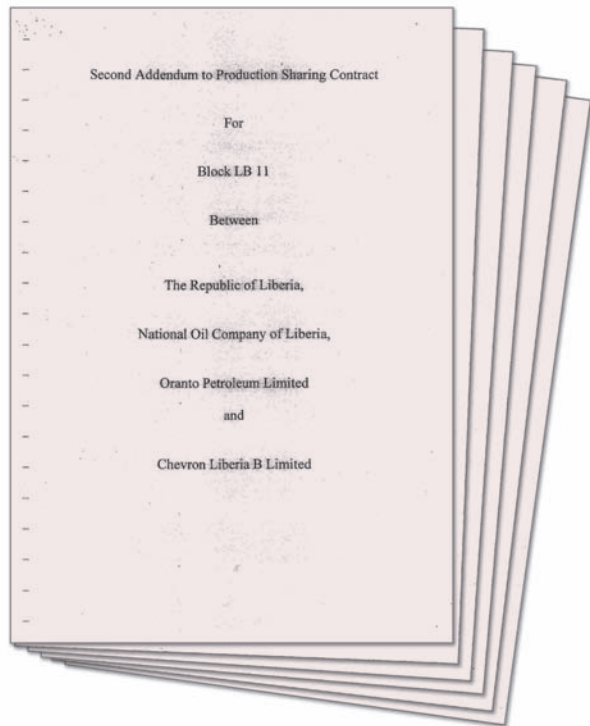 Second Addendum to Production Sharing Contract
For
Block LB 11
Between
The Republic of Liberia,
National Oil Company of Liberia,
Oranto Petroleum Limited
and
Chevron Liberia B Limited